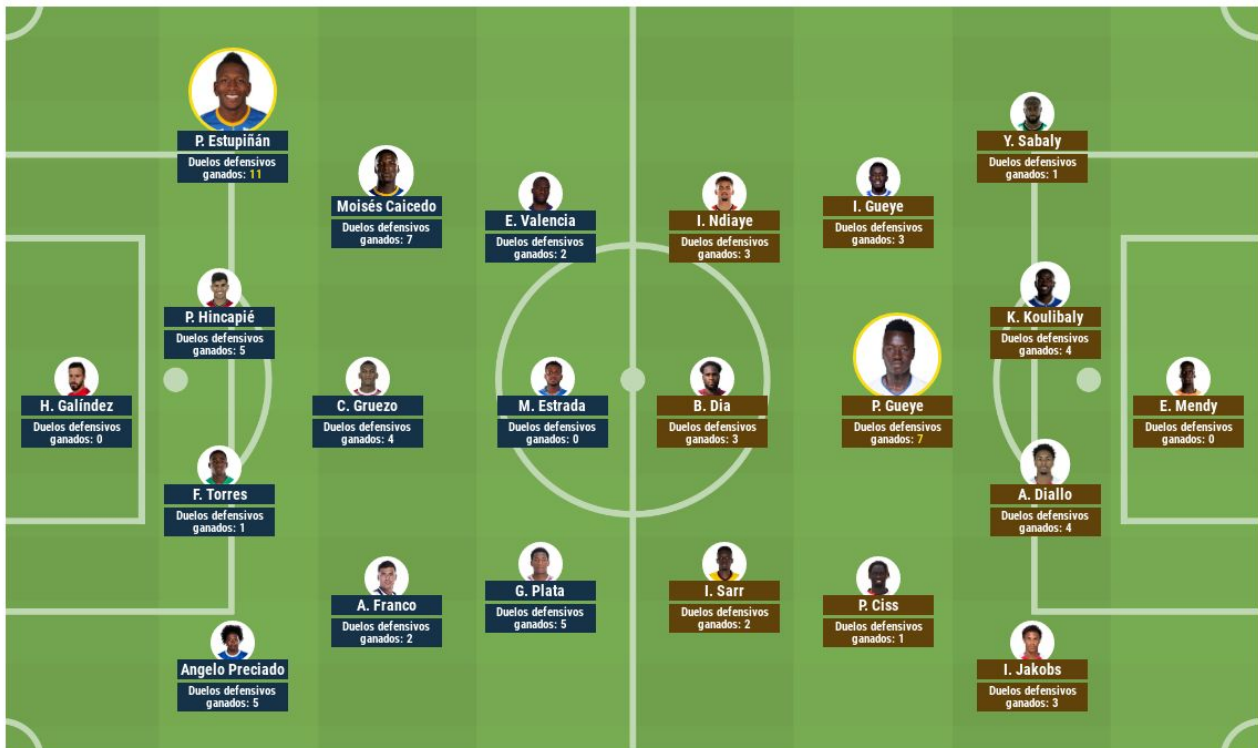 P. Estupiñán
Duelos defensivos
ganados: 11
Moisés Caicedo
Duelos defensivos
ganados: 7
E. Valencia
Duelos defensivos
ganados: 2
I. Ndiaye
Duelos defensivos
ganados: 3
I. Gueye
Duelos defensivos
ganados: 3
Y. Sabaly
Duelos defensivos
ganados: 1
P. Hincapié
Duelos defensivos
ganados: 5
K. Koulibaly
Duelos defensivos
ganados: 4
H. Galíndez
Duelos defensivos
ganados: 0
C. Gruezo
Duelos defensivos
ganados: 4
M. Estrada
Duelos defensivos
ganados: 0
B. Dia
Duelos defensivos
ganados: 3
P. Gueye
Duelos defensivos
ganados: 7
E. Mendy
Duelos defensivos
ganados: 0
F. Torres
Duelos defensivos
ganados: 1
A. Diallo
Duelos defensivos
ganados: 4
A. Franco
Duelos defensivos
ganados: 2
G. Plata
Duelos defensivos
ganados: 5
I. Sarr
Duelos defensivos
ganados: 2
P. Ciss
Duelos defensivos
ganados: 1
Angelo Preciado
Duelos defensivos
ganados: 5
I. Jakobs
Duelos defensivos
ganados: 3